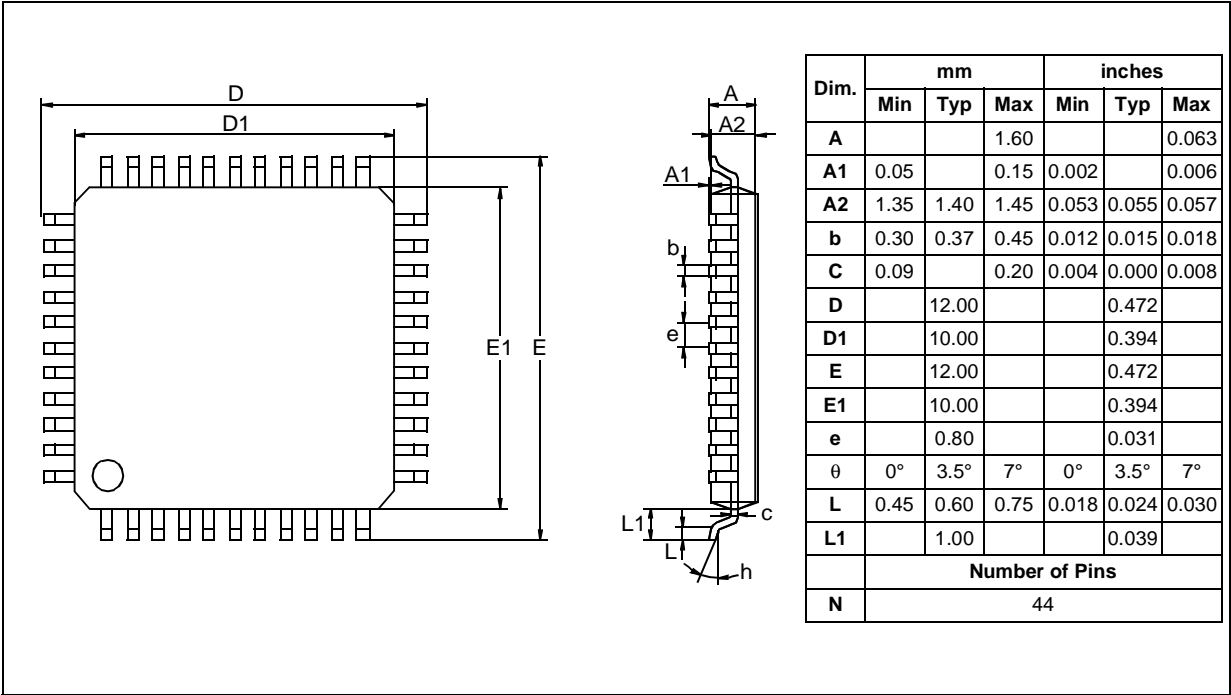 D
D1
E1 E
A
A2
A1
b
e
L1
c
L
h
Dim. mm inches
Min Typ Max Min Typ Max
A 1.60 0.063
A1 0.05 0.15 0.002 0.006
A2 1.35 1.40 1.45 0.053 0.055 0.057
b 0.30 0.37 0.45 0.012 0.015 0.018
C 0.09 0.20 0.004 0.000 0.008
D 12.00 0.472
D1 10.00 0.394
E 12.00 0.472
E1 10.00 0.394
e 0.80 0.031
θ 0° 3.5° 7° 0° 3.5° 7°
L 0.45 0.60 0.75 0.018 0.024 0.030
L1 1.00 0.039
Number of Pins
N 44